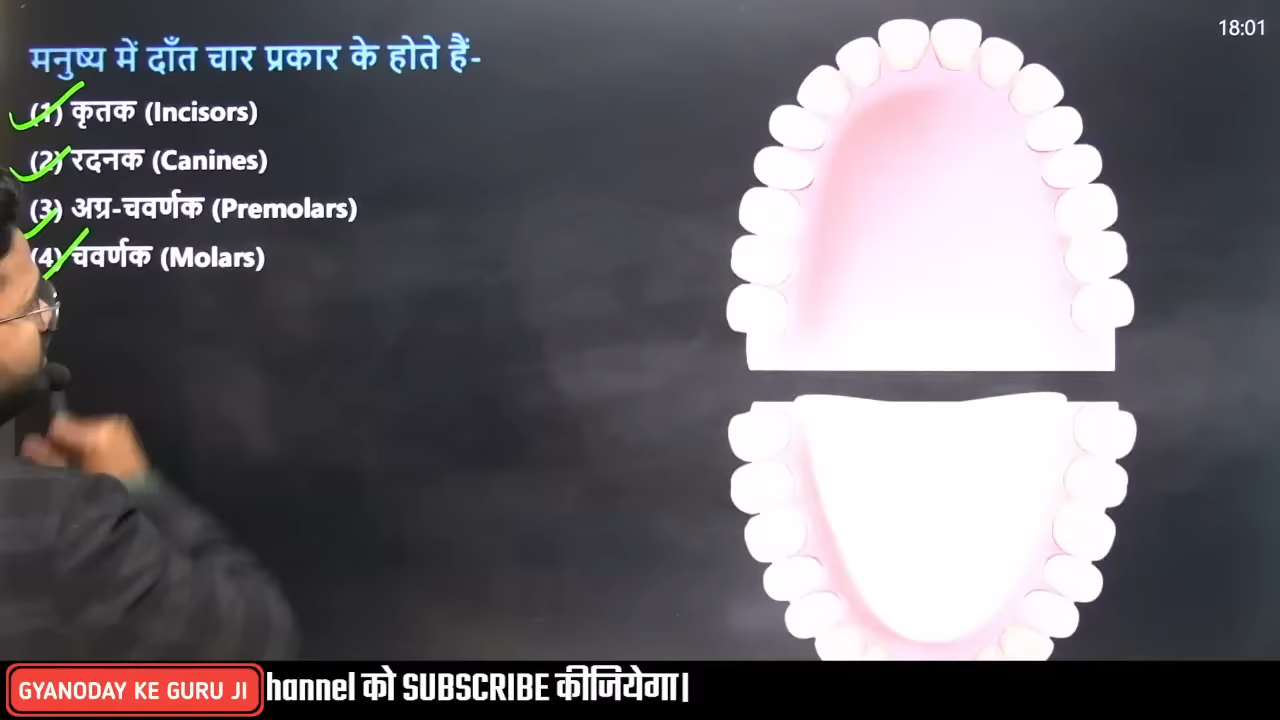 मनुष्य में दाँत चार प्रकार के होते हैं-
18:01
(1) कृतक (Incisors)
(2) रदनक (Canines)
(3) अग्र-चवर्णक (Premolars)
(4) चवर्णक (Molars)
GYANODAY KE GURU JI
hannel को SUBSCRIBE कीजियेगा।